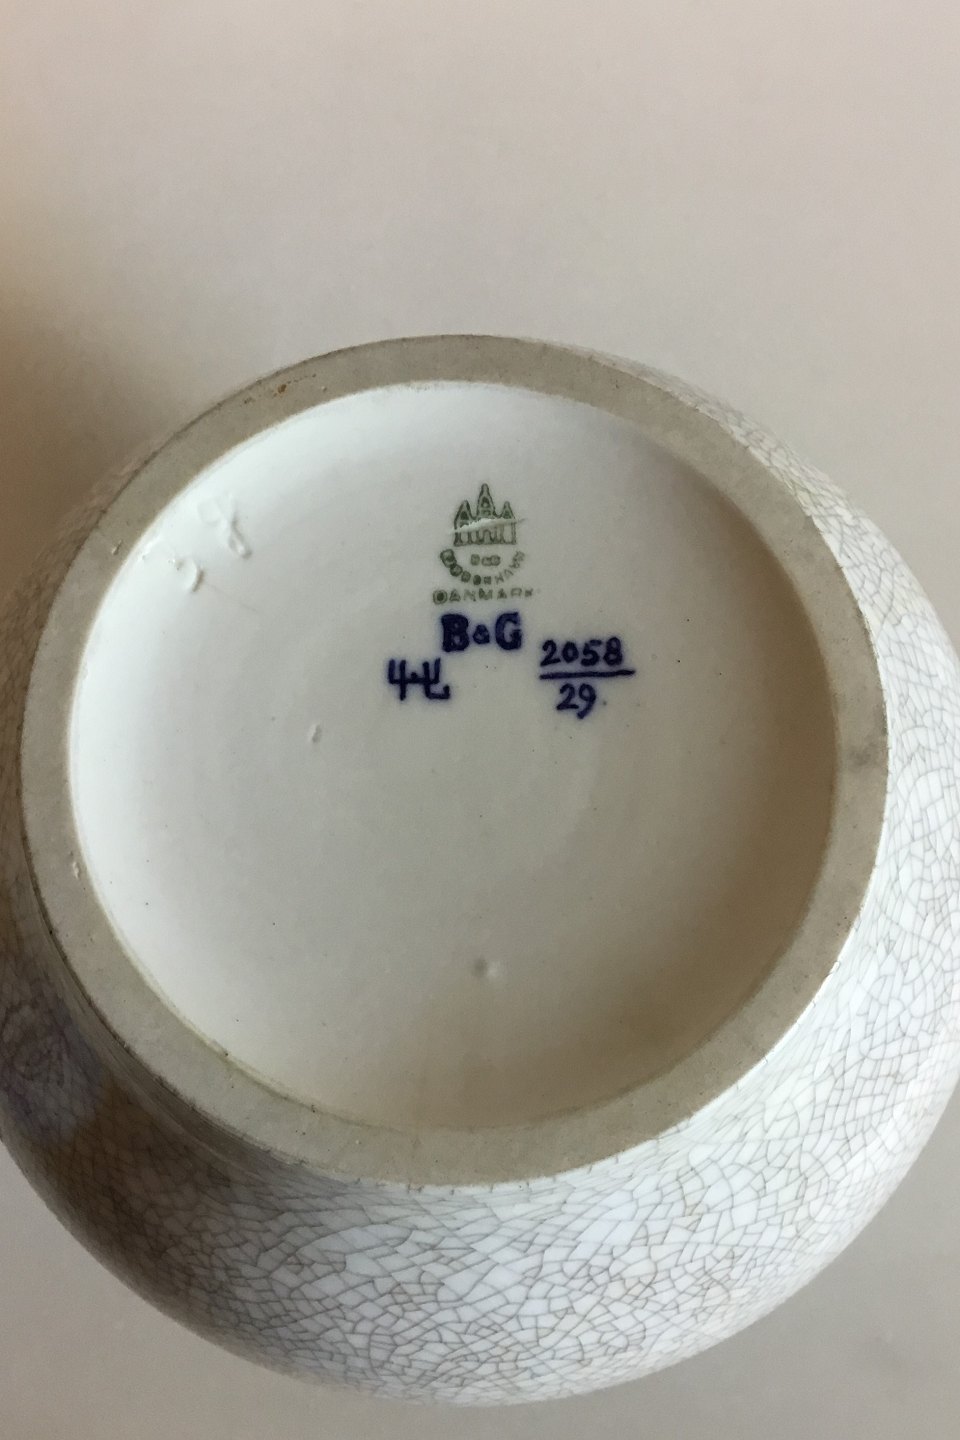 B&G
KJØBENHAVN
DANMARK
B&G
2058
29.